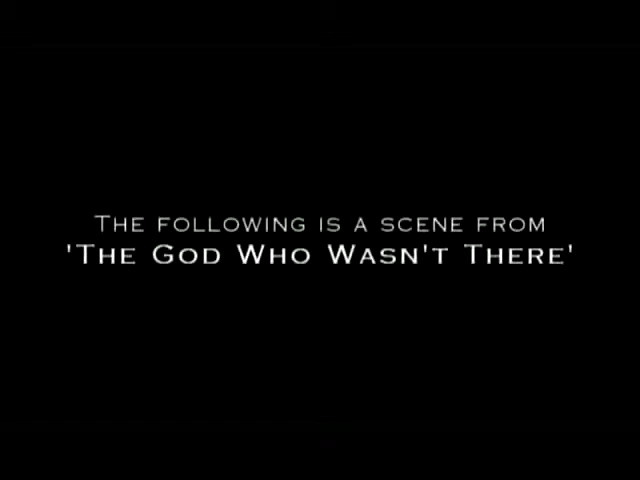 THE FOLLOWING IS A SCENE FROM
'THE GOD WHO WASN'T THERE'